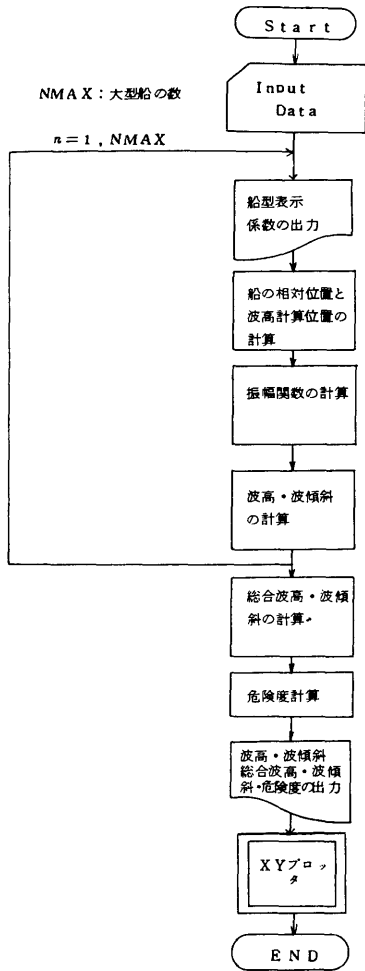 Start
NMAX：大型船の数
Input
Data
n＝1，NMAX
船型表示
係数の出力
船の相対位置と
波高計算位置の
計算
振幅関数の計算
波高・波傾斜
の計算
総合波高・波傾
斜の計算
危険度計算
波高・波傾斜
総合波高・波傾
斜・危険度の出力
XYプロッ
タ
END